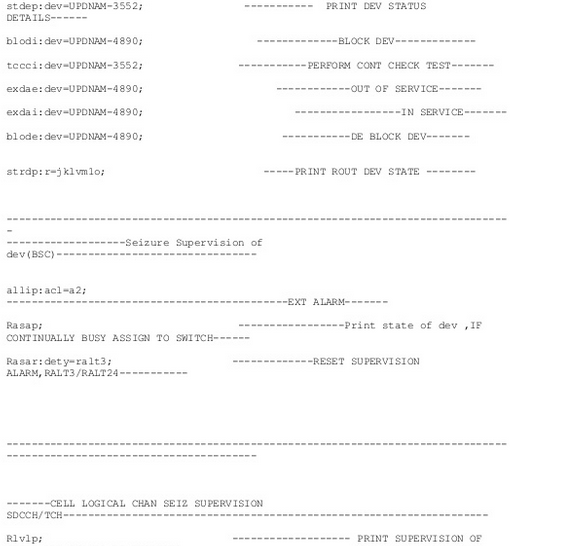 stdep:dev=UPDNAM-3552; ----------- PRINT DEV STATUS
DETAILS------
blodi:dev=UPDNAM-4890; -------------BLOCK DEV-------------
tccci:dev=UPDNAM-3552; -----------PERFORM CONT CHECK TEST-------
exdae:dev=UPDNAM-4890; ------------OUT OF SERVICE-------
exdai:dev=UPDNAM-4890; -----------------IN SERVICE-------
blode:dev=UPDNAM-4890; -----------DE BLOCK DEV-------
strdp:r=jklvmlo; -----PRINT ROUT DEV STATE --------
--------------------------------------------------------------------------------
-
-------------------Seizure Supervision of
dev(BSC)--------------------------------
allip:acl=a2;
---------------------------------------------EXT ALARM-------
Rasap; -----------------Print state of dev ,IF
CONTINUALLY BUSY ASSIGN TO SWITCH------
Rasar:dety=ralt3; -------------RESET SUPERVISION
ALARM,RALT3/RALT24-----------
--------------------------------------------------------------------------------
----------------------------------------
-------CELL LOGICAL CHAN SEIZ SUPERVISION
SDCCH/TCH--------------------------------------------------------------------
Rlvlp; ------------------- PRINT SUPERVISION OF